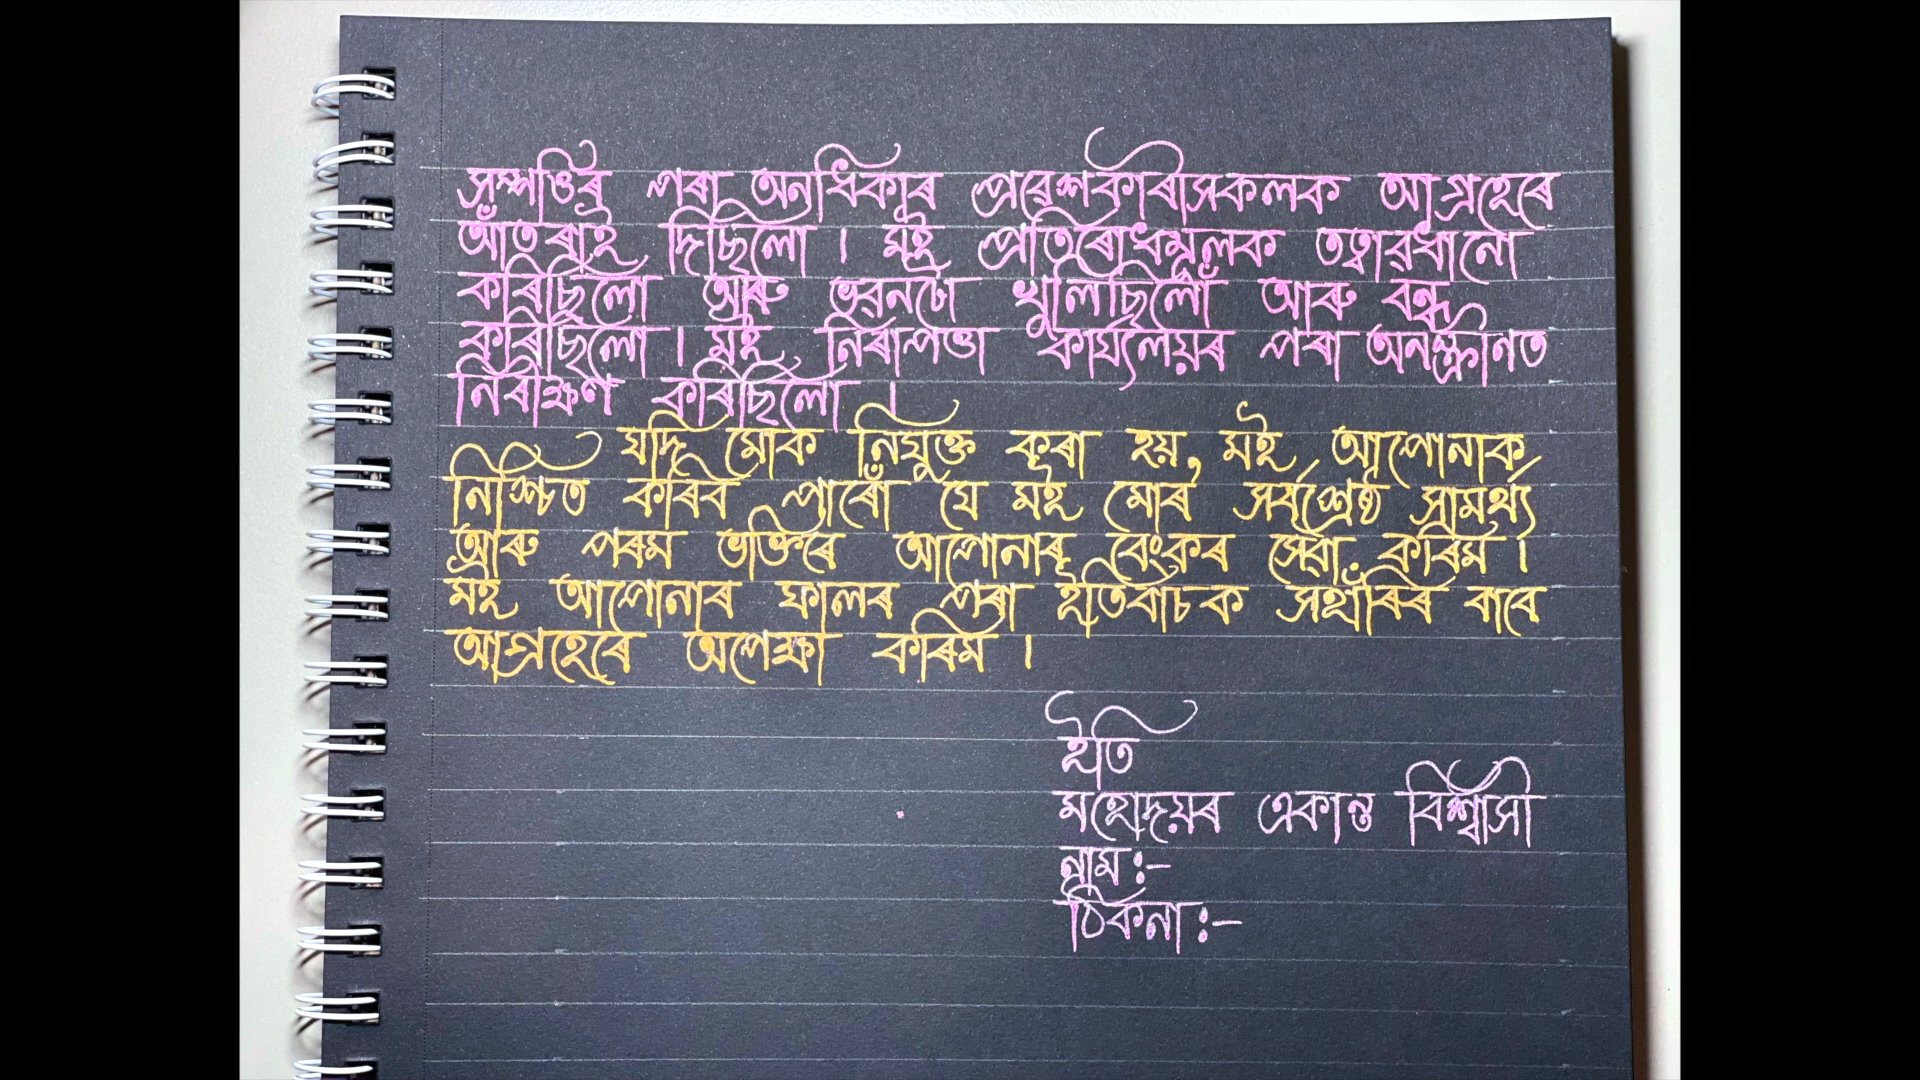 সম্পত্তিৰ পৰা অনধিকাৰ প্ৰৱেশকাৰীসকলক আগ্ৰহেৰে
আঁতৰাই দিছিলো । মই প্ৰতিৰোধমূলক তত্বাৱধানো
কৰিছিলো আৰু ভৱনটো খুলিছিলোঁ আৰু বন্ধ
কৰিছিলো । মই নিৰাপত্তা কাৰ্যলয়ৰ পৰা
নিৰীক্ষণ কৰিছিলো ।
যদি মোক নিযুক্ত কৰা হয়, মই আপোনাক
নিশ্চিত কৰিব পাৰোঁ যে মই মোৰ সৰ্বশ্ৰেষ্ঠ সামৰ্থ্য
আৰু পৰম ভক্তিৰে আপোনাৰ বেংকৰ সেৱা কৰিম ।
মই আপোনাৰ ফালৰ পৰা ইতিবাচক সহাঁৰিৰ বাবে
আগ্ৰহেৰে অপেক্ষা কৰিম ।
ইতি
মহোদয়ৰ একান্ত বিশ্বাসী
নাম :-
ঠিকনা :-